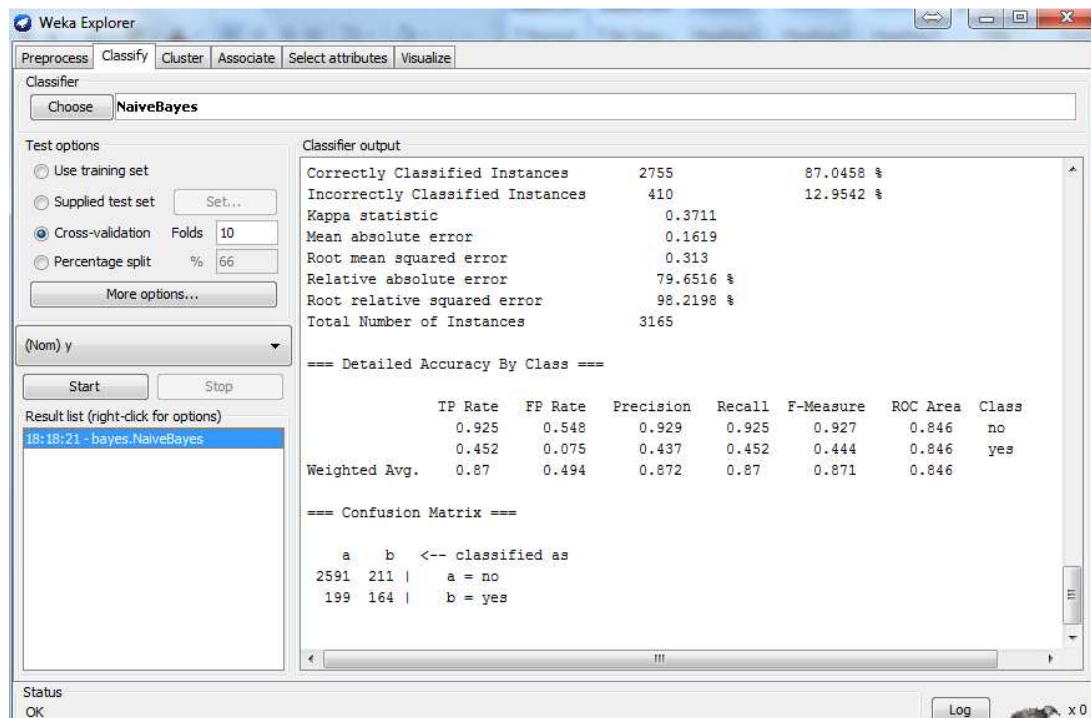 Weka Explorer
Preprocess Classify Cluster Associate Select attributes Visualize
Classifier
Choose NaiveBayes
Test options
Use training set
Supplied test set Set...
Cross-validation Folds 10
Percentage split % 66
More options...
(Nom) y
Start Stop
Result list (right-click for options)
18:18:21 - bayes.NaiveBayes
Classifier output
Correctly Classified Instances 2755 87.0458 %
Incorrectly Classified Instances 410 12.9542 %
Kappa statistic 0.3711
Mean absolute error 0.1619
Root mean squared error 0.313
Relative absolute error 79.6516 %
Root relative squared error 98.2198 %
Total Number of Instances 3165
=== Detailed Accuracy By Class ===
TP Rate FP Rate Precision Recall F-Measure ROC Area Class
0.925 0.548 0.929 0.925 0.927 0.846 no
0.452 0.075 0.437 0.452 0.444 0.846 yes
Weighted Avg. 0.87 0.494 0.872 0.87 0.871 0.846
=== Confusion Matrix ===
a b <-- classified as
2591 211 | a = no
199 164 | b = yes
Status
OK
Log x 0